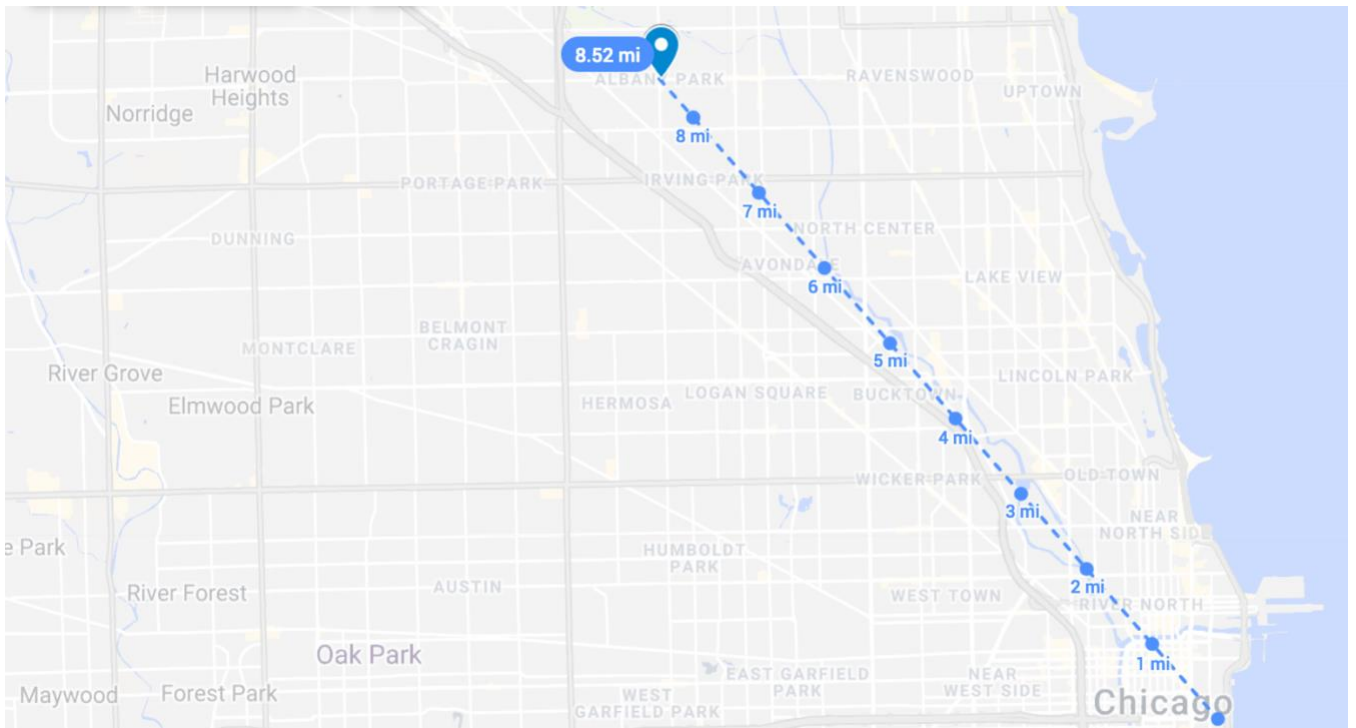 8.52 mi
ALBANY PARK
RAVENSWOOD
UPTOWN
Harwood
Heights
Norridge
8 mi
PORTAGE PARK
IRVING PARK
7 mi
DUNNING
NORTH CENTER
AVONDALE
LAKE VIEW
6 mi
BELMONT
CRAGIN
MONTCLARE
5 mi
River Grove
LINCOLN PARK
Elmwood Park
HERMOSA
LOGAN SQUARE
BUCKTOWN
4 mi
WICKER PARK
OLD TOWN
3 mi
NEAR
NORTH SIDE
e Park
HUMBOLDT
PARK
River Forest
AUSTIN
WEST TOWN
2 mi
RIVER NORTH
Oak Park
1 mi
EAST GARFIELD
PARK
NEAR
WEST SIDE
Maywood
Forest Park
WEST
GARFIELD PARK
Chicago